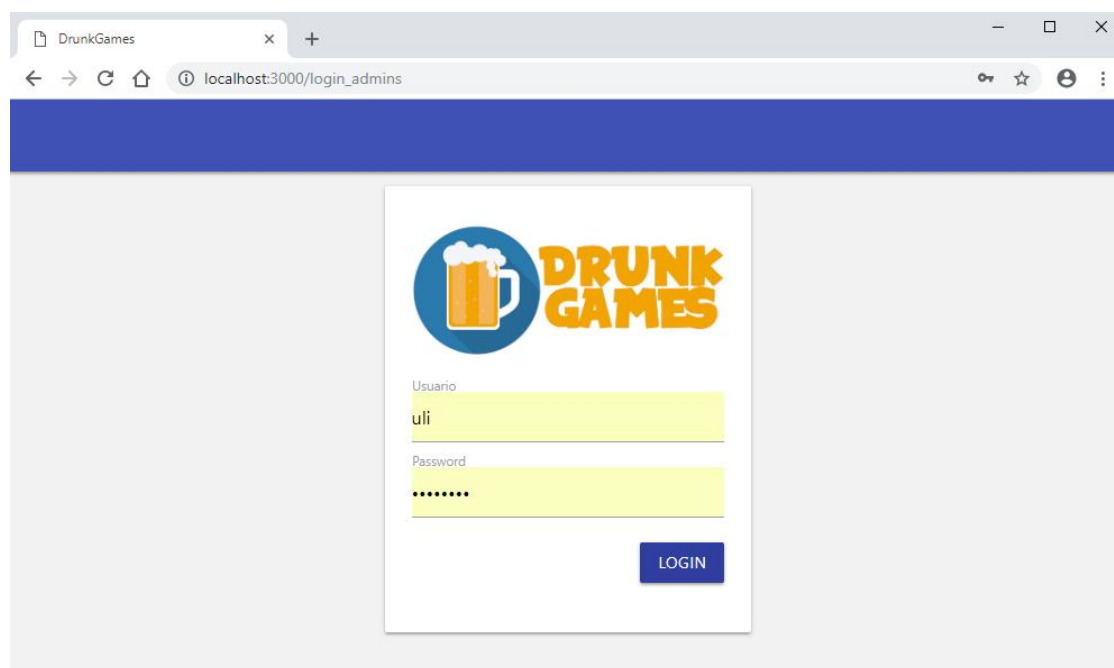 DrunkGames
localhost:3000/login_admins
DRUNK
GAMES
Usuario
uli
Password
••••••••
LOGIN